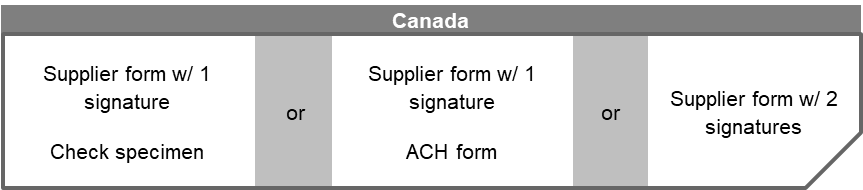 Canada
Supplier form w/ 1
signature
Check specimen
or
Supplier form w/ 1
signature
ACH form
or
Supplier form w/ 2
signatures